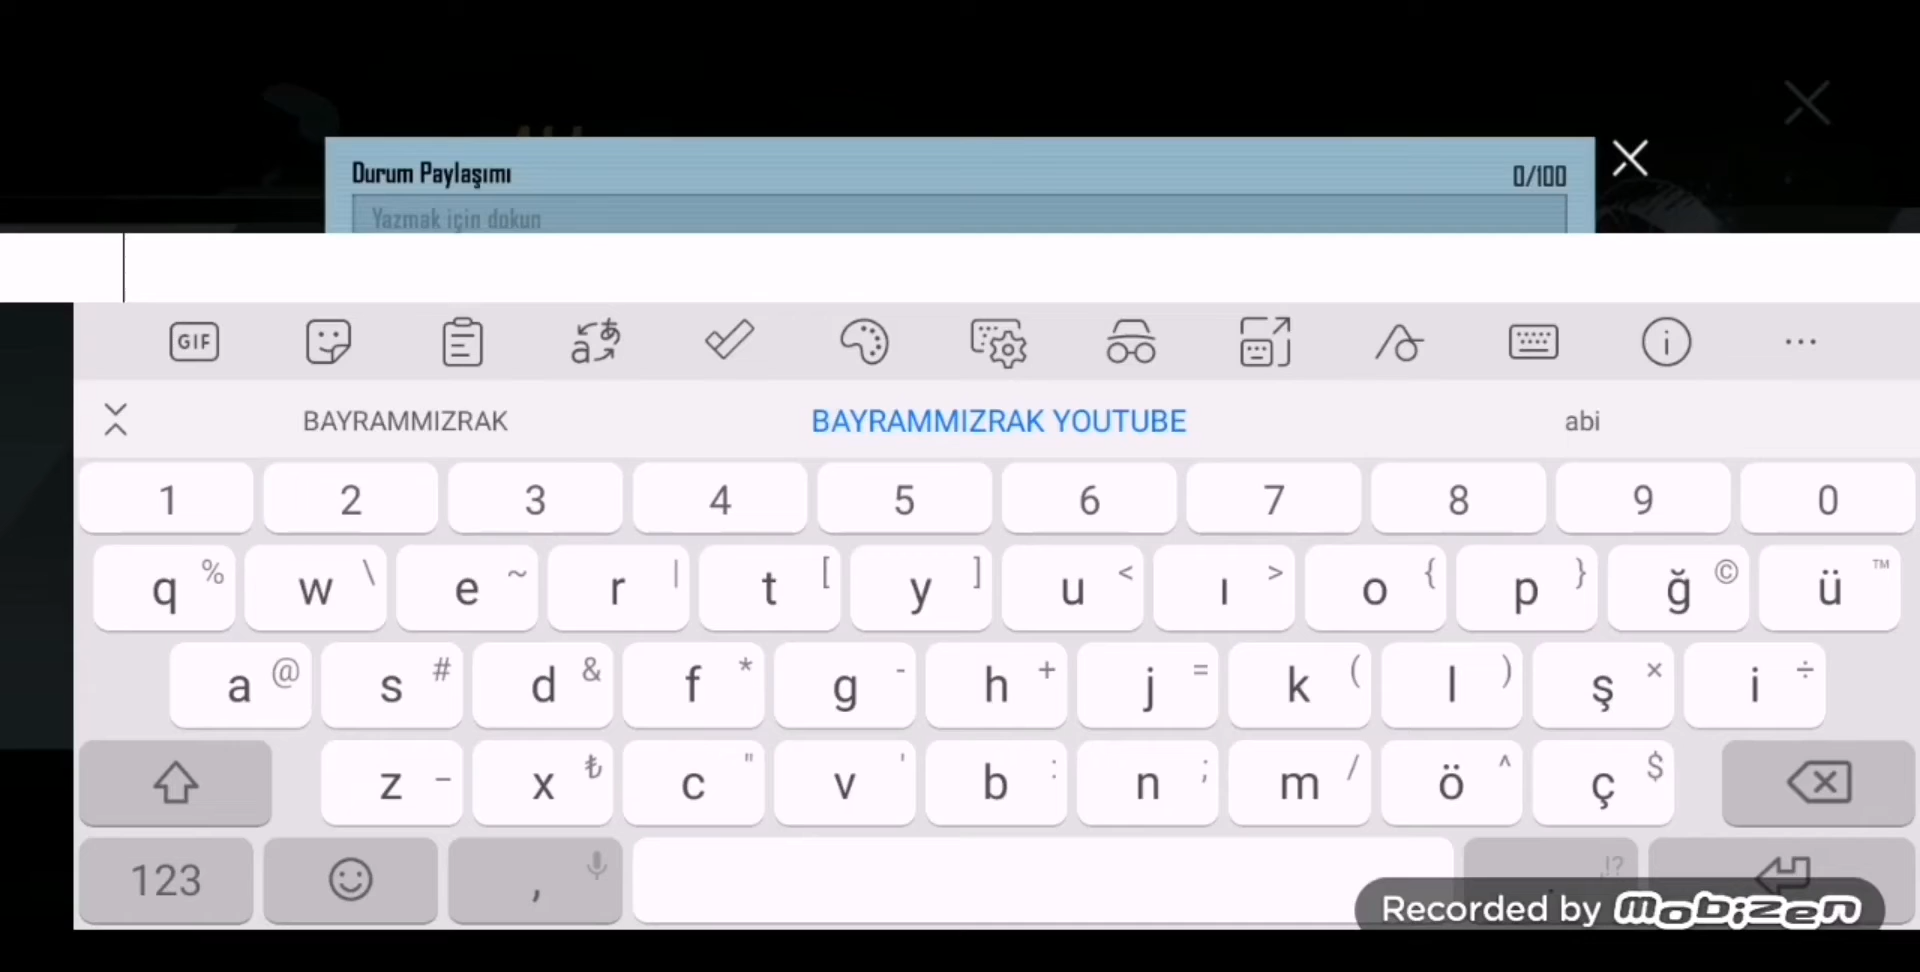 Durum Paylaşımı 0/100
Yazmak için dokun
GIF
BAYRAMMIZRAK BAYRAMMIZRAK YOUTUBE abi
1 2 3 4 5 6 7 8 9 0
q % w \ e ~ r | t [ y ] u < ı > o { p } ğ © ü ™
a @ s # d & f * g - h + j = k ( l ) ş × i ÷
z _ x ₺ c " v ' b : n ; m / ö ^ ç $
123 , . !?
Recorded by Mobizen